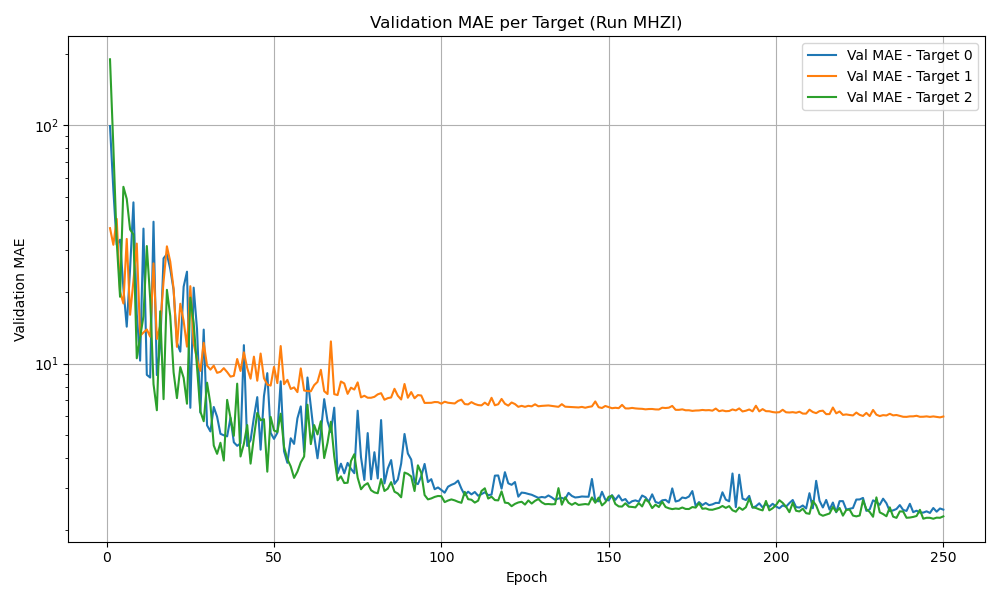 Validation MAE per Target (Run MHZI)
Val MAE - Target 0
Val MAE - Target 1
Val MAE - Target 2
Validation MAE
10²
10¹
0 50 100 150 200 250
Epoch